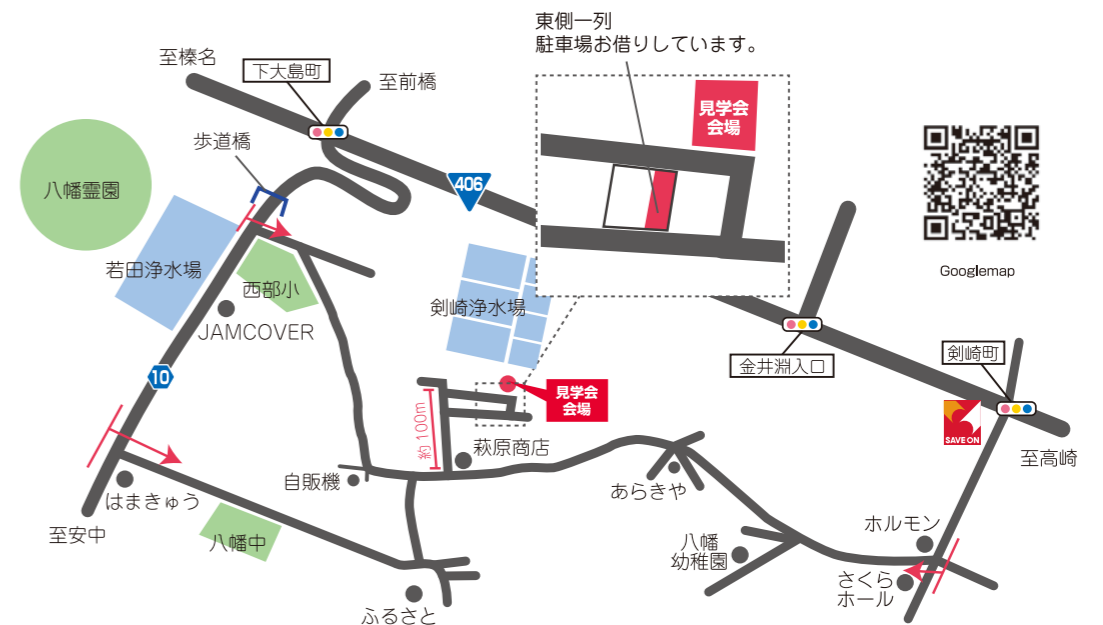 東側一列
駐車場お借りしています。
至榛名
下大島町
至前橋
歩道橋
見学会
会場
八幡霊園
406
若田浄水場
西部小
JAMCOVER
剣崎浄水場
Googlemap
金井淵入口
剣崎町
10
見学会
会場
SAVE ON
約100m
萩原商店
至高崎
自販機
あらきや
はまきゅう
至安中
八幡中
ホルモン
八幡
幼稚園
さくら
ホール
ふるさと